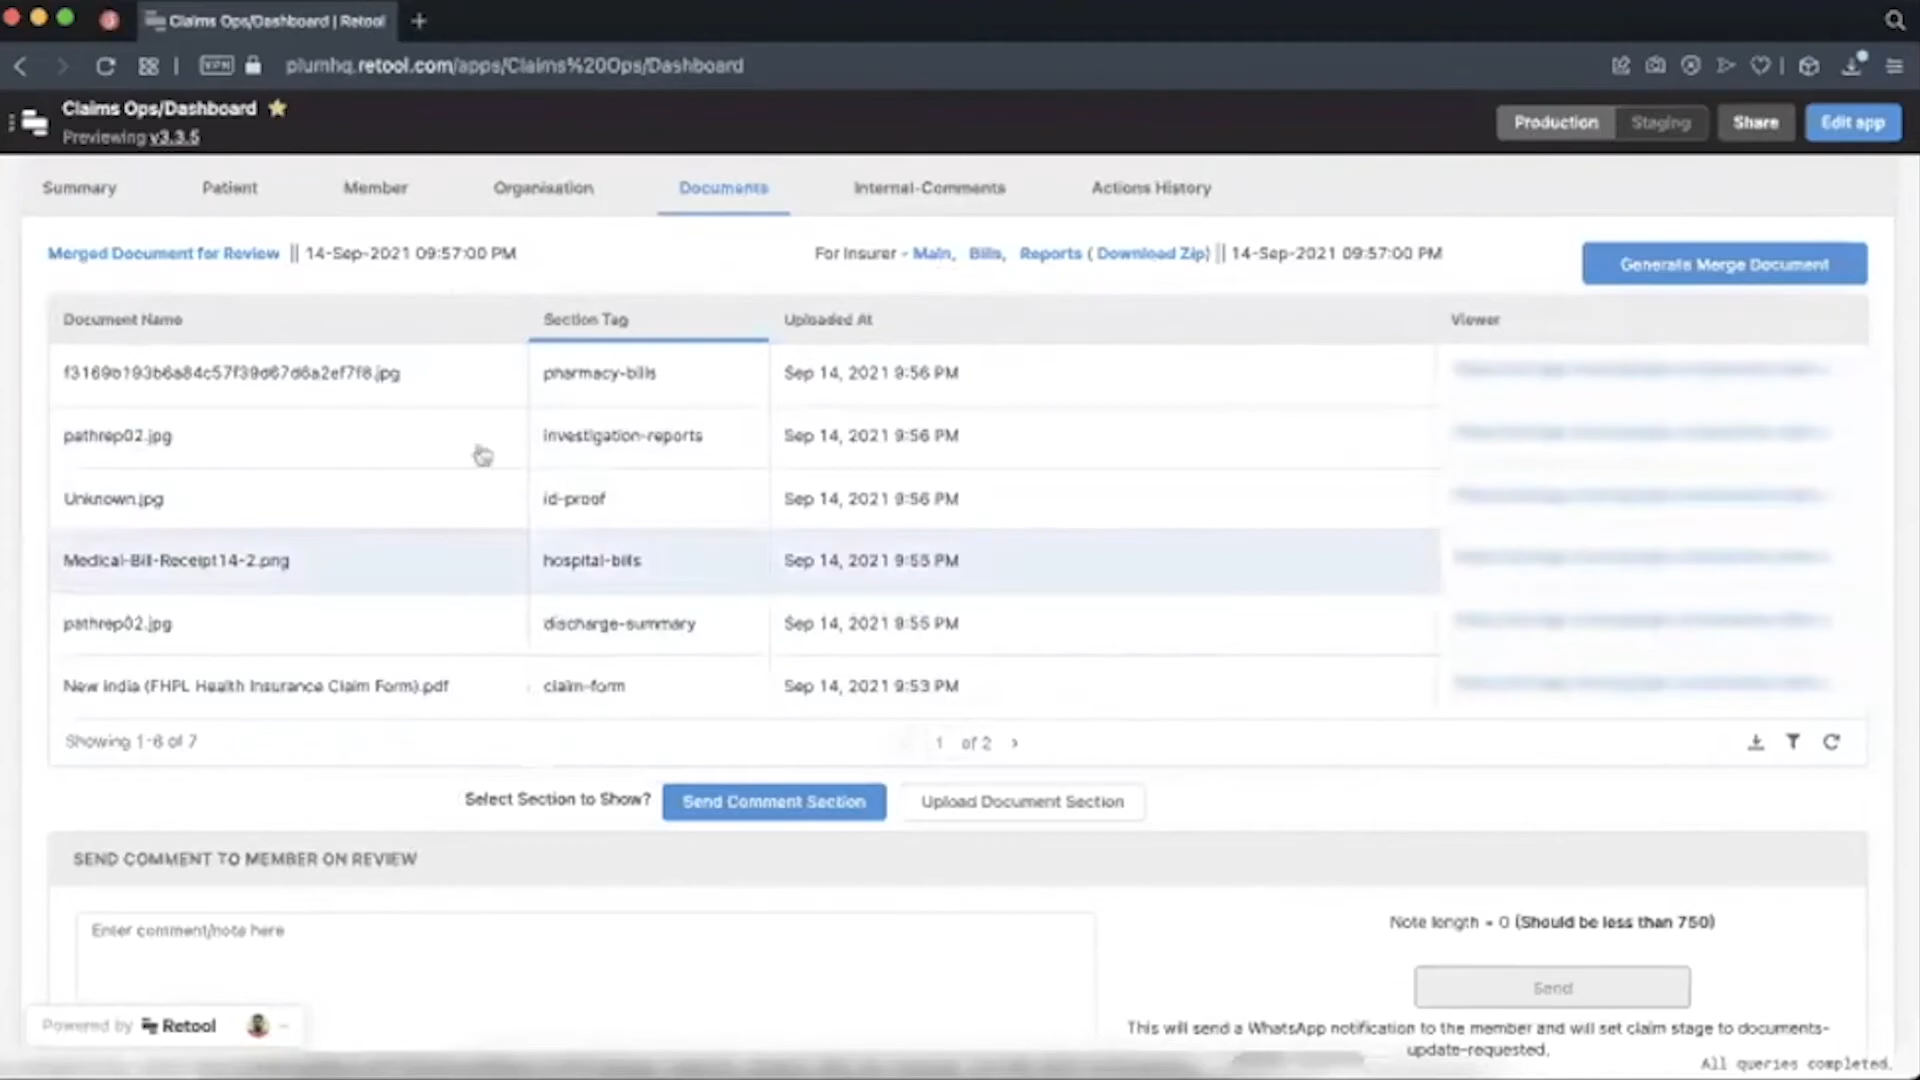 Claims Ops/Dashboard | Retool
VPN
plumhq.retool.com/apps/Claims%20Ops/Dashboard
Claims Ops/Dashboard
Previewing v3.3.5
Production Staging Share Edit app
Summary Patient Member Organisation Documents Internal-Comments Actions History
Merged Document for Review || 14-Sep-2021 09:57:00 PM For Insurer - Main, Bills, Reports ( Download Zip) || 14-Sep-2021 09:57:00 PM Generate Merge Document
Document Name Section Tag Uploaded At Viewer
f3169b193b6a84c57f39d67d6a2ef7f8.jpg pharmacy-bills Sep 14, 2021 9:56 PM
pathrep02.jpg investigation-reports Sep 14, 2021 9:56 PM
Unknown.jpg id-proof Sep 14, 2021 9:56 PM
Medical-Bill-Receipt14-2.png hospital-bills Sep 14, 2021 9:55 PM
pathrep02.jpg discharge-summary Sep 14, 2021 9:55 PM
New India (FHPL Health Insurance Claim Form).pdf claim-form Sep 14, 2021 9:53 PM
Showing 1-6 of 7 1 of 2 >
Select Section to Show? Send Comment Section Upload Document Section
SEND COMMENT TO MEMBER ON REVIEW
Enter comment/note here
Note length = 0 (Should be less than 750)
Send
This will send a WhatsApp notification to the member and will set claim stage to documents-
update-requested.
Powered by Retool
All queries completed.